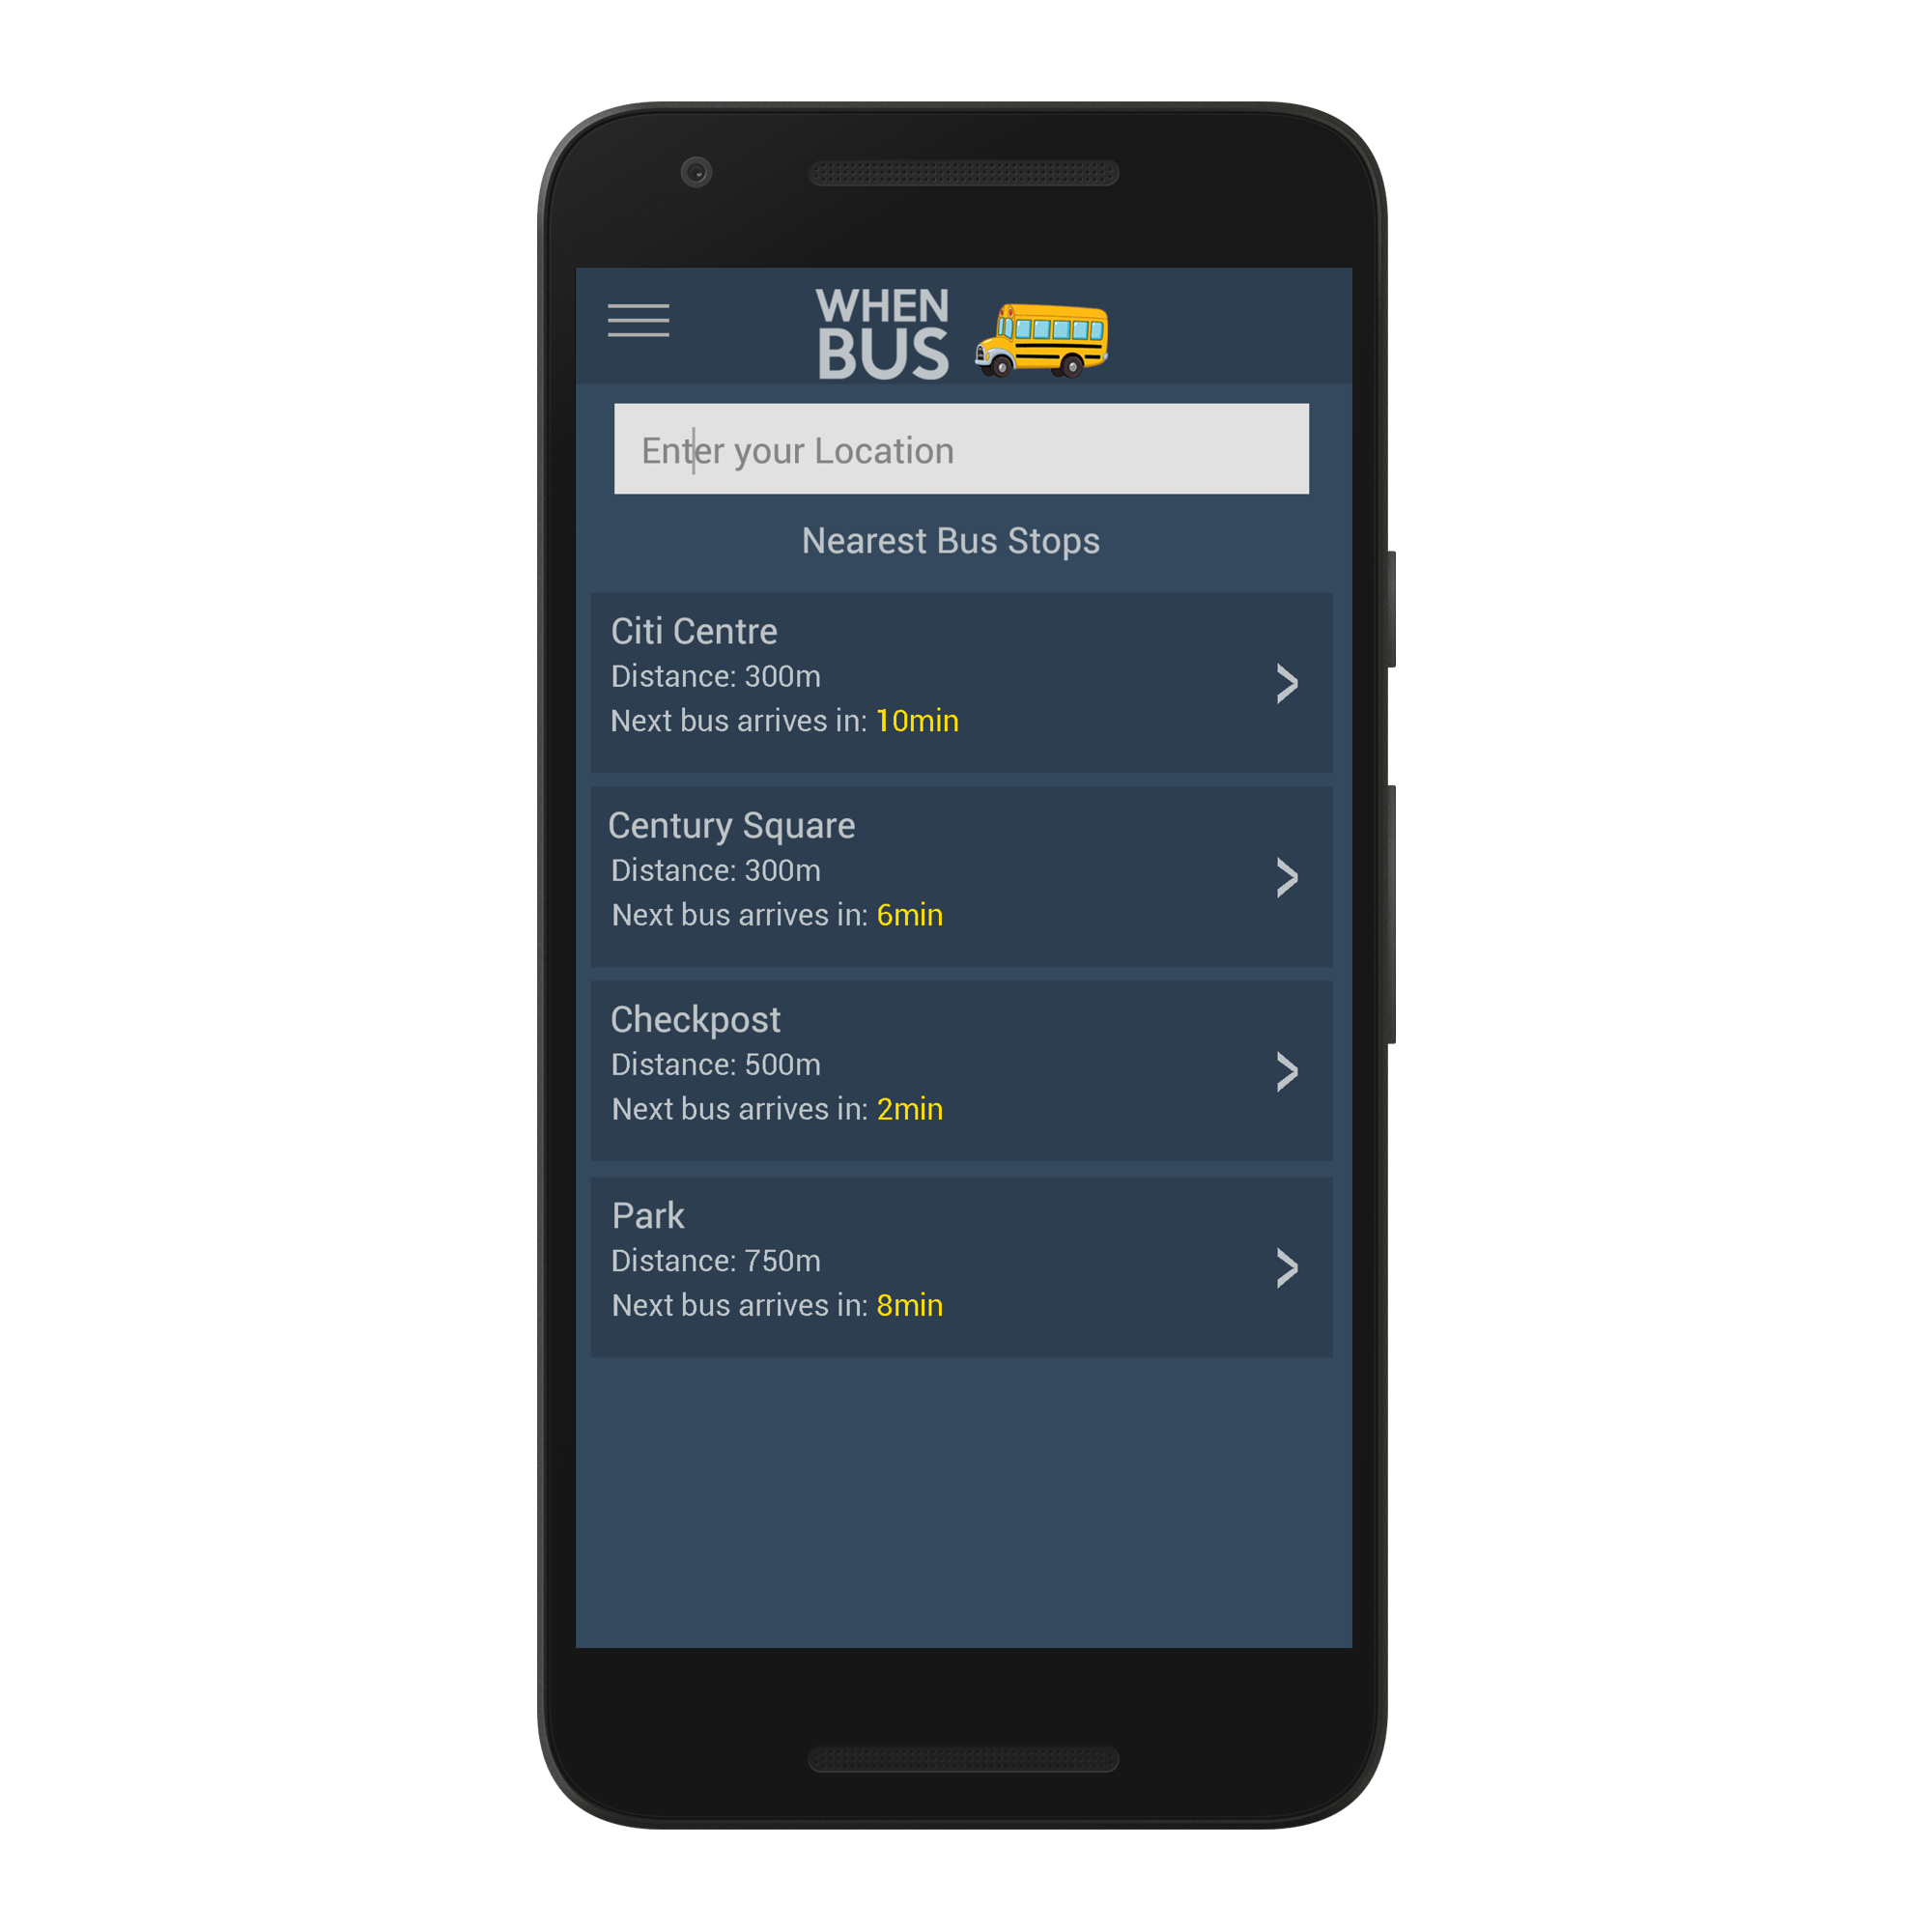 WHEN
BUS
Enter your Location
Nearest Bus Stops
Citi Centre
Distance: 300m
Next bus arrives in: 10min
Century Square
Distance: 300m
Next bus arrives in: 6min
Checkpost
Distance: 500m
Next bus arrives in: 2min
Park
Distance: 750m
Next bus arrives in: 8min